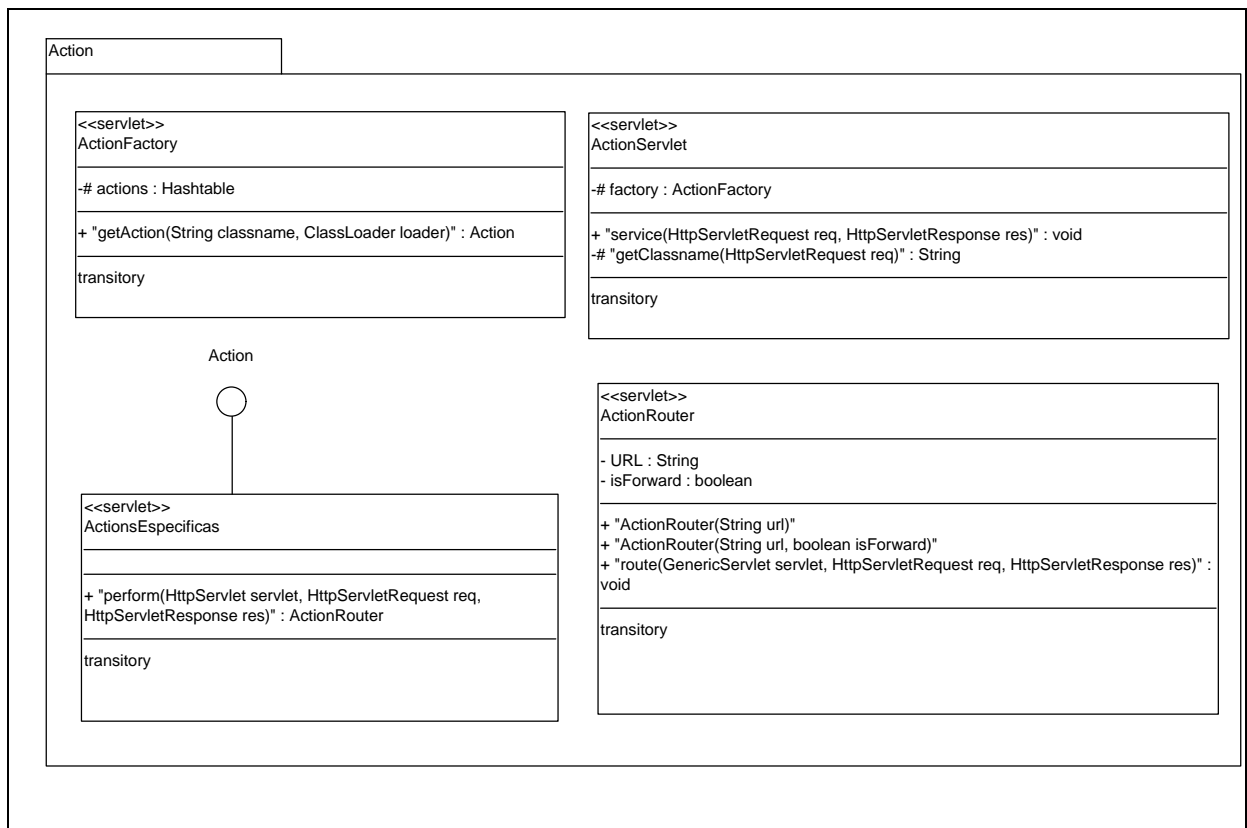 Action
<<servlet>>
ActionFactory
-# actions : Hashtable
+ "getAction(String classname, ClassLoader loader)" : Action
transitory
<<servlet>>
ActionServlet
-# factory : ActionFactory
+ "service(HttpServletRequest req, HttpServletResponse res)" : void
-# "getClassname(HttpServletRequest req)" : String
transitory
Action
<<servlet>>
ActionsEspecificas
+ "perform(HttpServlet servlet, HttpServletRequest req,
HttpServletResponse res)" : ActionRouter
transitory
<<servlet>>
ActionRouter
- URL : String
- isForward : boolean
+ "ActionRouter(String url)"
+ "ActionRouter(String url, boolean isForward)"
+ "route(GenericServlet servlet, HttpServletRequest req, HttpServletResponse res)" :
void
transitory